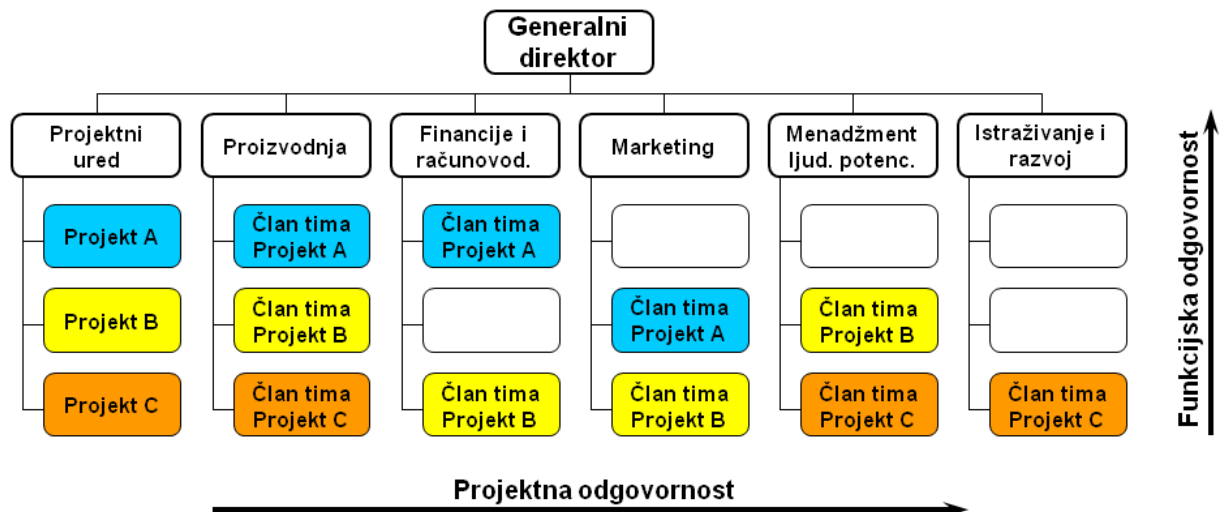 Generalni
direktor
Projektni
ured
Proizvodnja
Financije i
računovod.
Marketing
Menadžment
ljud. potenc.
Istraživanje i
razvoj
Projekt A
Član tima
Projekt A
Član tima
Projekt A
Projekt B
Član tima
Projekt B
Član tima
Projekt A
Član tima
Projekt B
Projekt C
Član tima
Projekt C
Član tima
Projekt B
Član tima
Projekt B
Član tima
Projekt C
Član tima
Projekt C
Funkcijska odgovornost
Projektna odgovornost